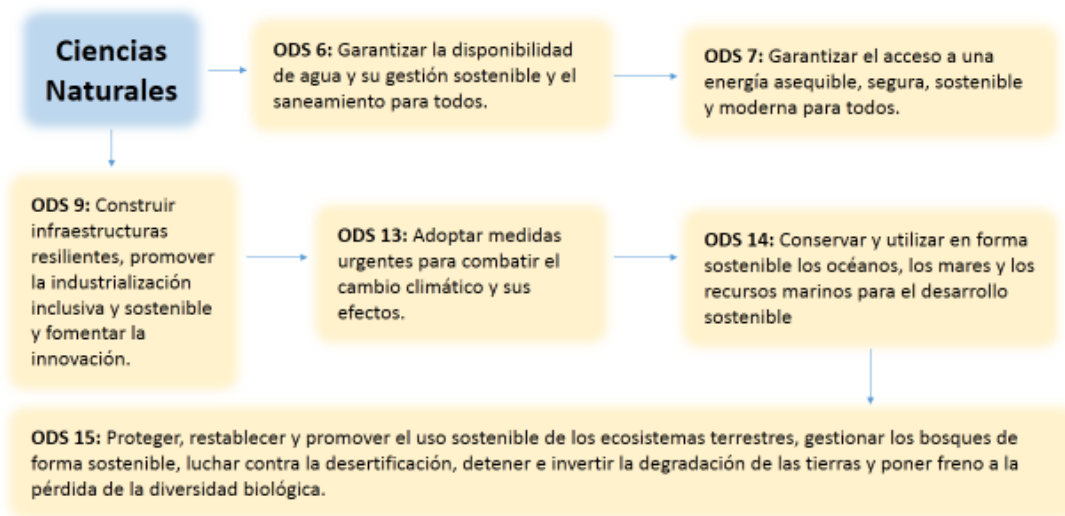 Ciencias
Naturales
ODS 6: Garantizar la disponibilidad
de agua y su gestión sostenible y el
saneamiento para todos.
ODS 7: Garantizar el acceso a una
energía asequible, segura, sostenible
y moderna para todos.
ODS 9: Construir
infraestructuras
resilientes, promover
la industrialización
inclusiva y sostenible
y fomentar la
innovación.
ODS 13: Adoptar medidas
urgentes para combatir el
cambio climático y sus
efectos.
ODS 14: Conservar y utilizar en forma
sostenible los océanos, los mares y los
recursos marinos para el desarrollo
sostenible
ODS 15: Proteger, restablecer y promover el uso sostenible de los ecosistemas terrestres, gestionar los bosques de
forma sostenible, luchar contra la desertificación, detener e invertir la degradación de las tierras y poner freno a la
pérdida de la diversidad biológica.